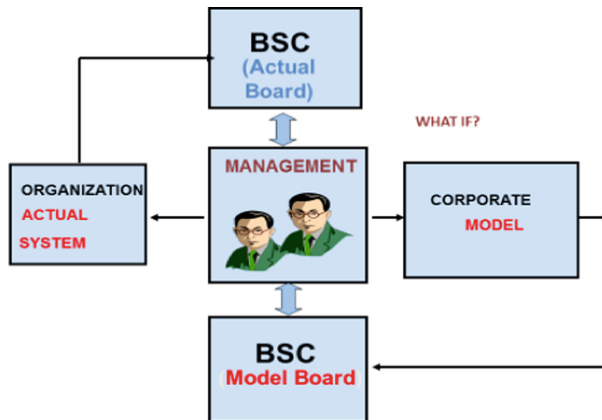 BSC
(Actual
Board)
WHAT IF?
MANAGEMENT
ORGANIZATION
ACTUAL
SYSTEM
CORPORATE
MODEL
BSC
(Model Board)